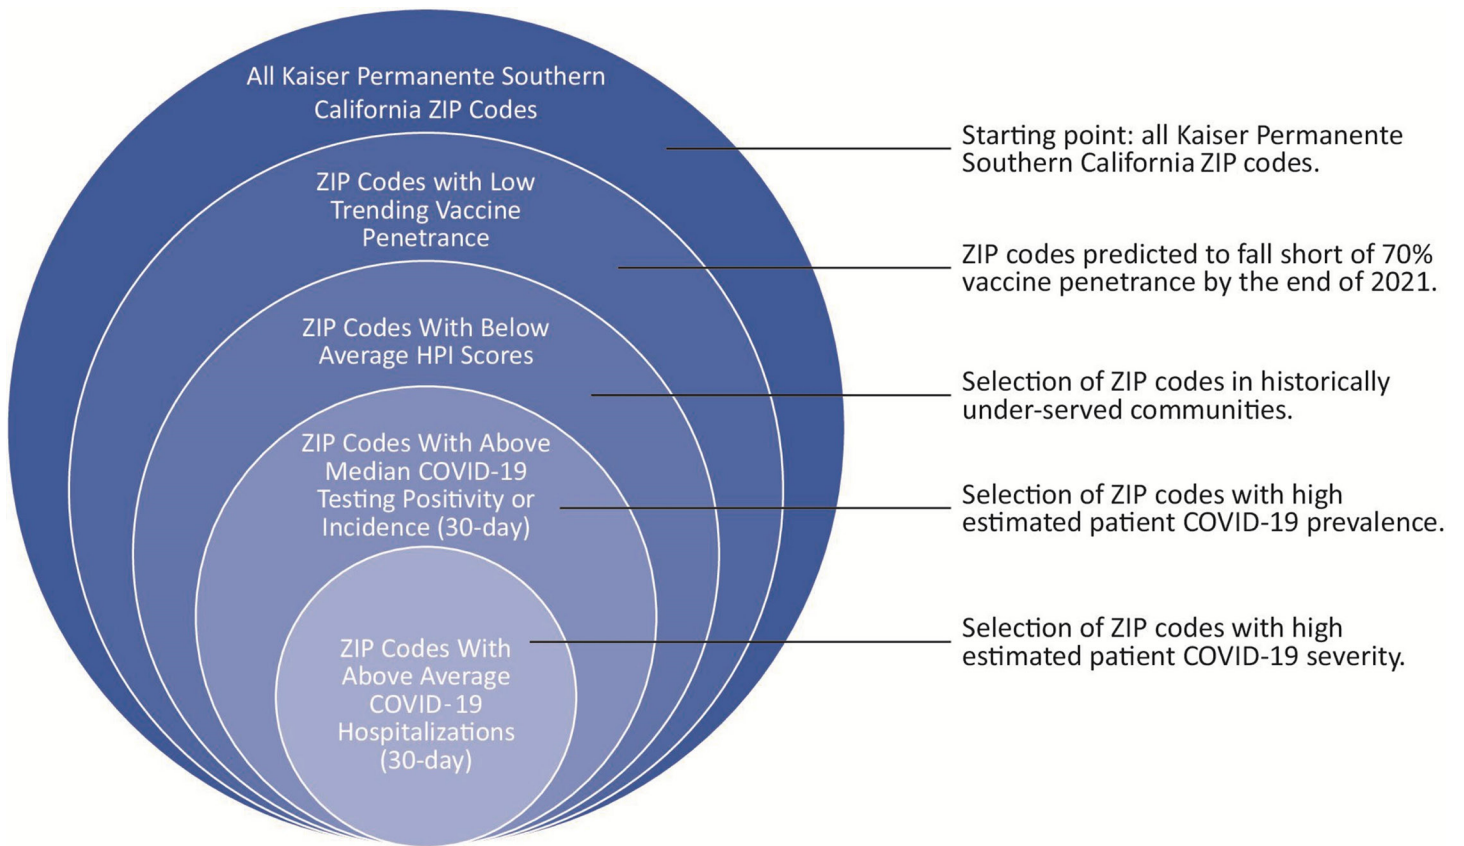 All Kaiser Permanente Southern
California ZIP Codes
Starting point: all Kaiser Permanente
Southern California ZIP codes.
ZIP Codes with Low
Trending Vaccine
Penetrance
ZIP codes predicted to fall short of 70%
vaccine penetrance by the end of 2021.
ZIP Codes With Below
Average HPI Scores
Selection of ZIP codes in historically
under-served communities.
ZIP Codes With Above
Median COVID-19
Testing Positivity or
Incidence (30-day)
Selection of ZIP codes with high
estimated patient COVID-19 prevalence.
ZIP Codes With
Above Average
COVID-19
Hospitalizations
(30-day)
Selection of ZIP codes with high
estimated patient COVID-19 severity.